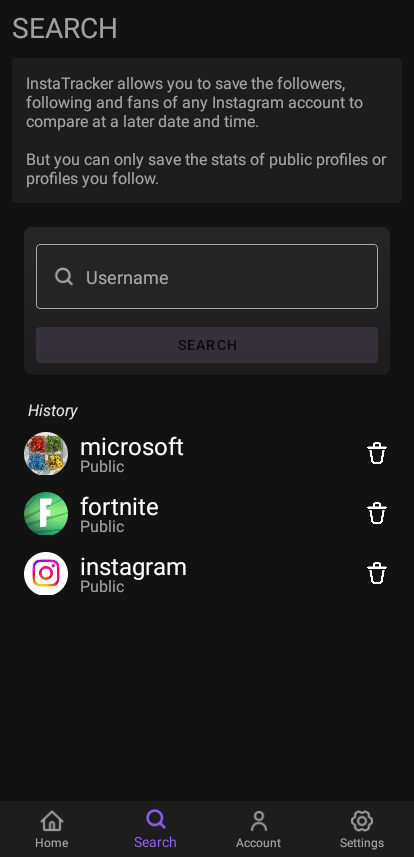 SEARCH
InstaTracker allows you to save the followers,
following and fans of any Instagram account to
compare at a later date and time.
But you can only save the stats of public profiles or
profiles you follow.
Username
SEARCH
History
microsoft
Public
F
fortnite
Public
instagram
Public
Home
Search
Account
Settings